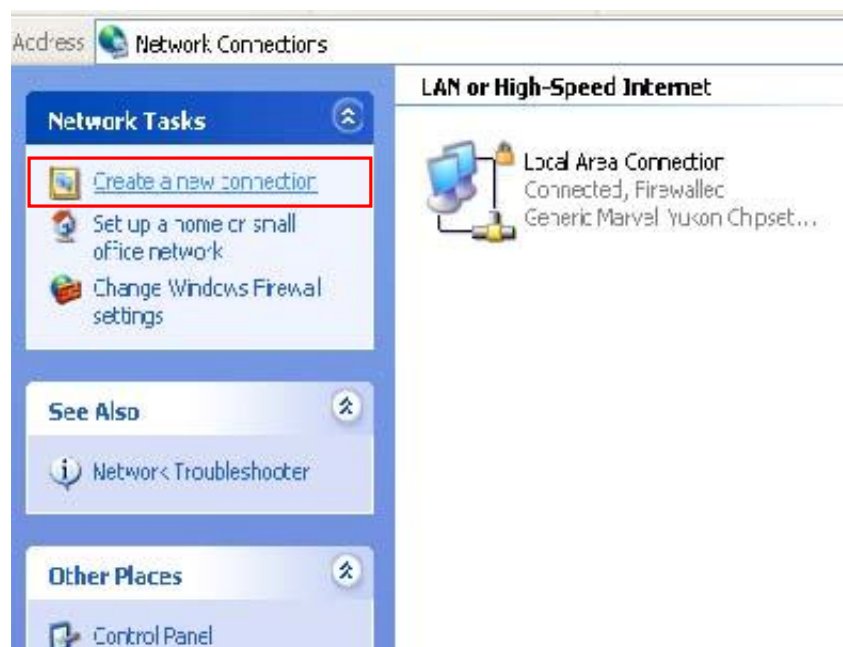 Address Network Connections
Network Tasks
Create a new connection
Set up a home or small
office network
Change Windows Firewall
settings
See Also
Network Troubleshooter
Other Places
Control Panel
LAN or High-Speed Internet
Local Area Connection
Connected, Firewalled
Generic Marvel Yukon Chipset...